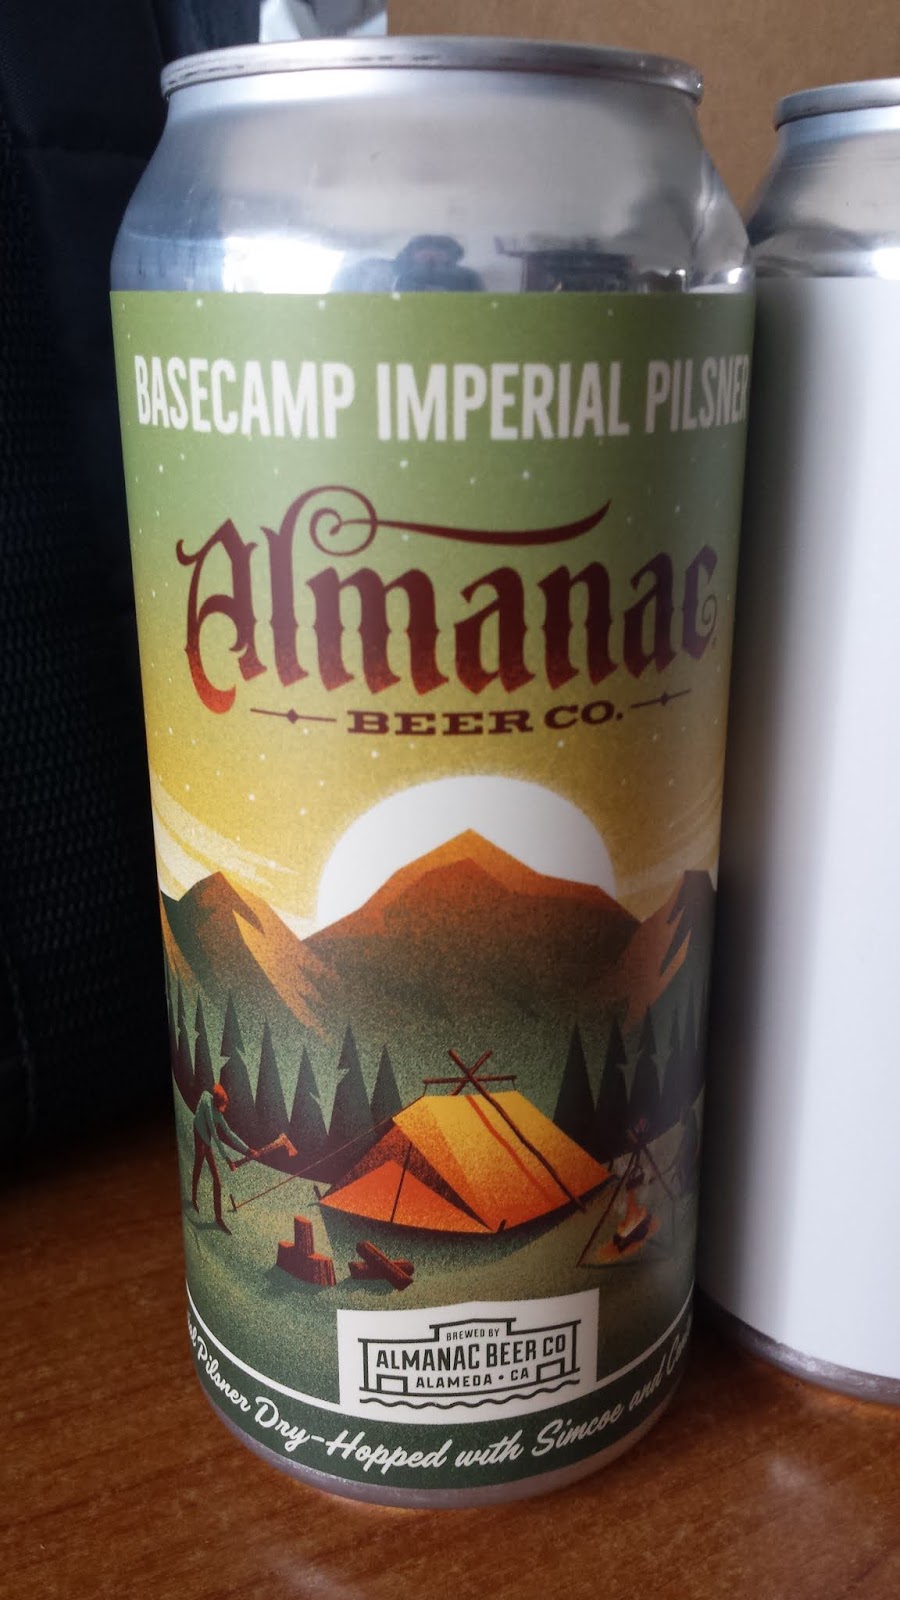 BASECAMP IMPERIAL PILSNER
Almanac
BEER CO.
BREWED BY
ALMANAC BEER CO
ALAMEDA • CA
Pilsner Dry-Hopped with Simcoe and